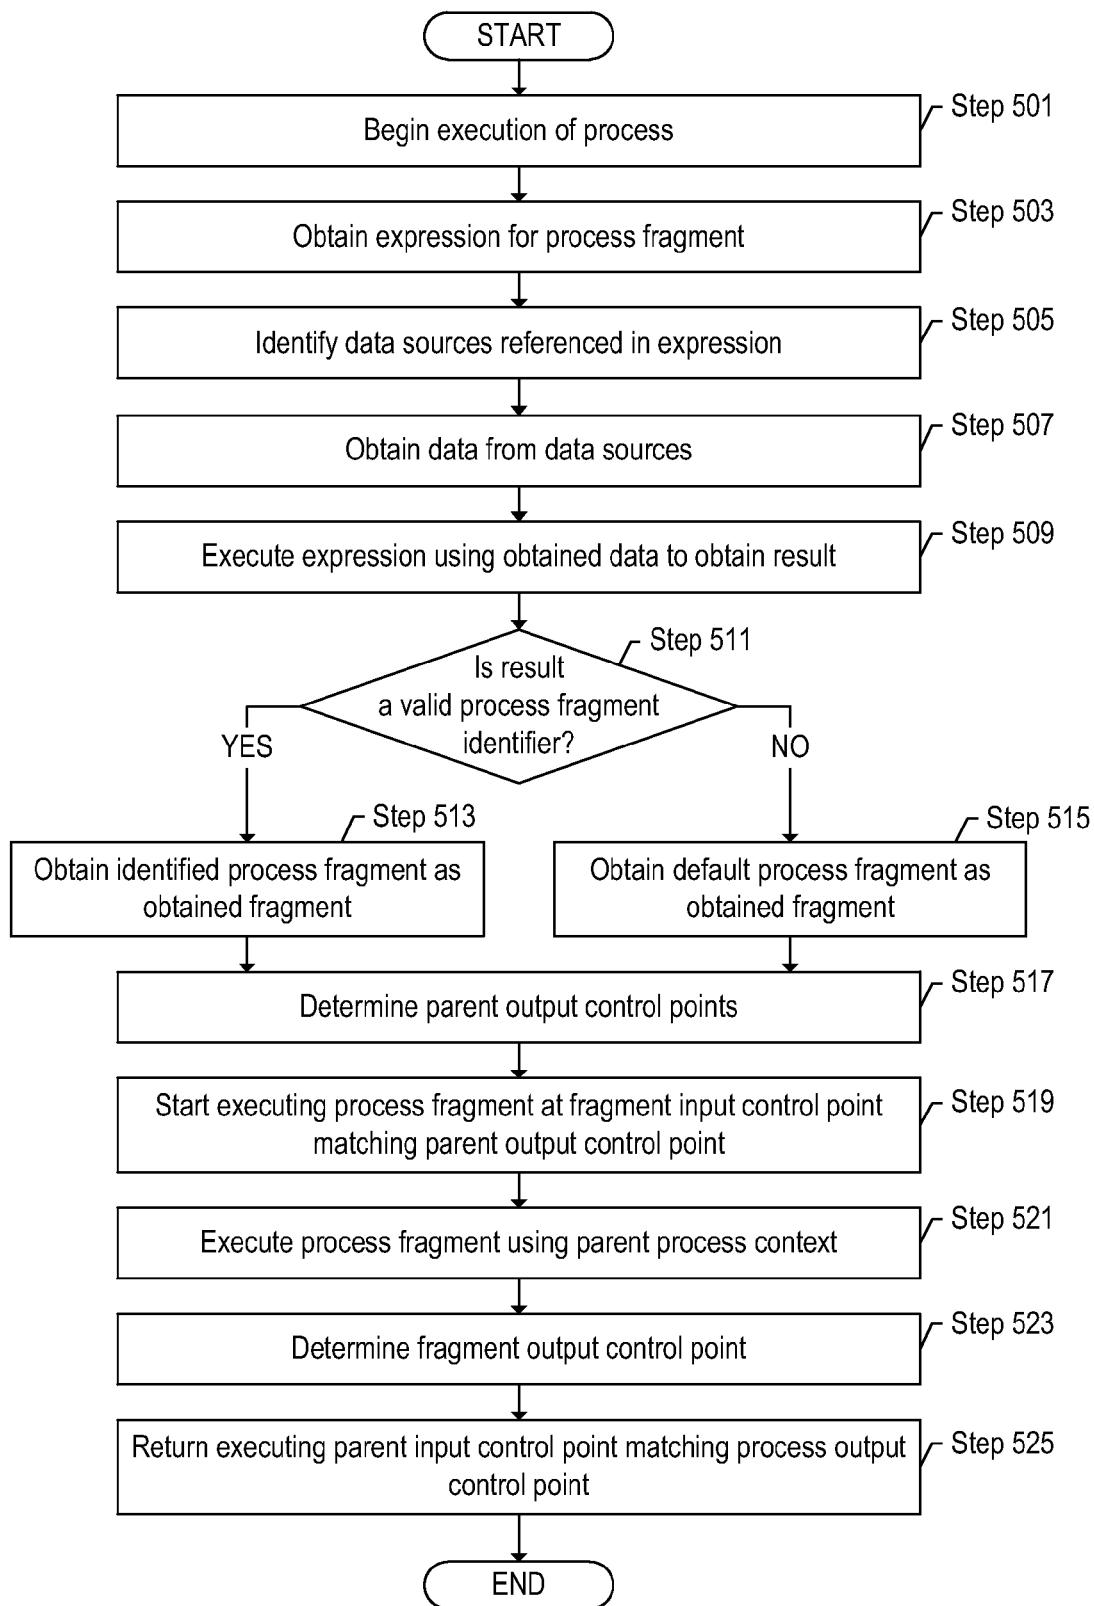 START
Step 501
Begin execution of process
Step 503
Obtain expression for process fragment
Step 505
Identify data sources referenced in expression
Step 507
Obtain data from data sources
Step 509
Execute expression using obtained data to obtain result
Step 511
Is result
a valid process fragment
identifier?
YES
NO
Step 513
Obtain identified process fragment as
obtained fragment
Step 515
Obtain default process fragment as
obtained fragment
Step 517
Determine parent output control points
Step 519
Start executing process fragment at fragment input control point
matching parent output control point
Step 521
Execute process fragment using parent process context
Step 523
Determine fragment output control point
Step 525
Return executing parent input control point matching process output
control point
END